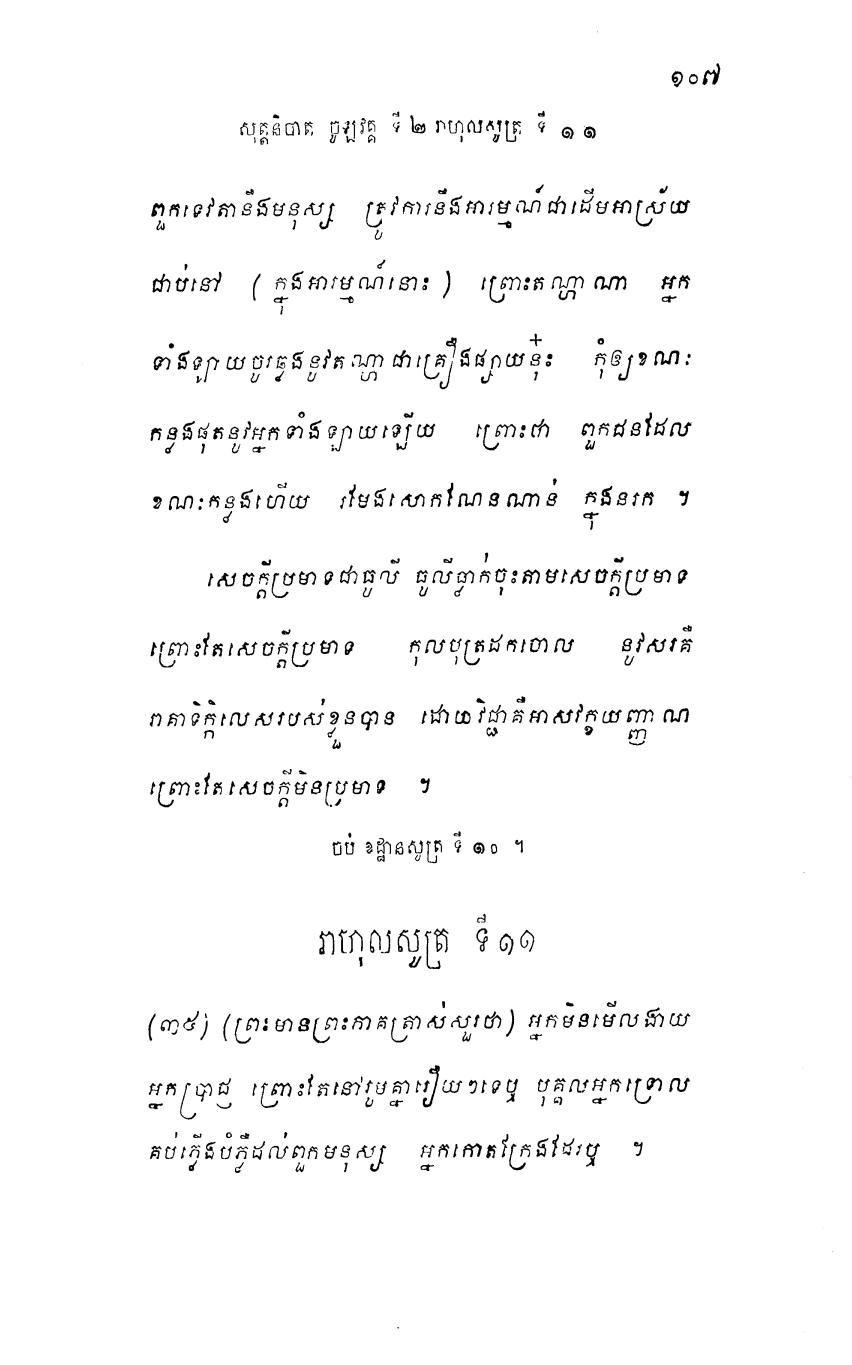 ១០៧
សុត្តនិបាត ចូឡវគ្គ ទី ២ រាហុលសូត្រ ទី ១១
ពួកទេវតានឹងមនុស្ស ត្រូវការនឹងអារម្មណ៍ជាដើមអាស្រ័យ
ជាប់នៅ (ក្នុងអារម្មណ៍នោះ) ព្រោះតណ្ហាណា អ្នក
ទាំងឡាយចូរឆ្លងនូវតណ្ហាជាគ្រឿងផ្សាយនុ៎ះ កុំឲ្យខណៈ
កន្លងផុតនូវអ្នកទាំងឡាយឡើយ ព្រោះថា ពួកជនដែល
ខណៈកន្លងហើយ រមែងសោកណែនណាន់ ក្នុងនរក ។
សេចក្តីប្រមាទជាធូលី ធូលីធ្លាក់ចុះតាមសេចក្តីប្រមាទ
ព្រោះតែសេចក្តីប្រមាទ កុលបុត្រដកចោល នូវសរគឺ
រាគាទិក្កិលេសរបស់ខ្លួនបាន ដោយវិជ្ជាគឺអាសវក្ខយញ្ញាណ
ព្រោះតែសេចក្តីមិនប្រមាទ ។
ចប់ ឧដ្ឋានសូត្រ ទី ១០ ។
រាហុលសូត្រ ទី ១១
(៣៥) (ព្រះមានព្រះភាគត្រាស់សួរថា) អ្នកមិនមើលងាយ
អ្នកប្រាជ្ញ ព្រោះតែនៅរួមគ្នារឿយៗទេឬ បុគ្គលអ្នកទ្រោល
គប់ភ្លើងបំភ្លឺដល់ពួកមនុស្ស អ្នកកោតក្រែងដែរឬ ។